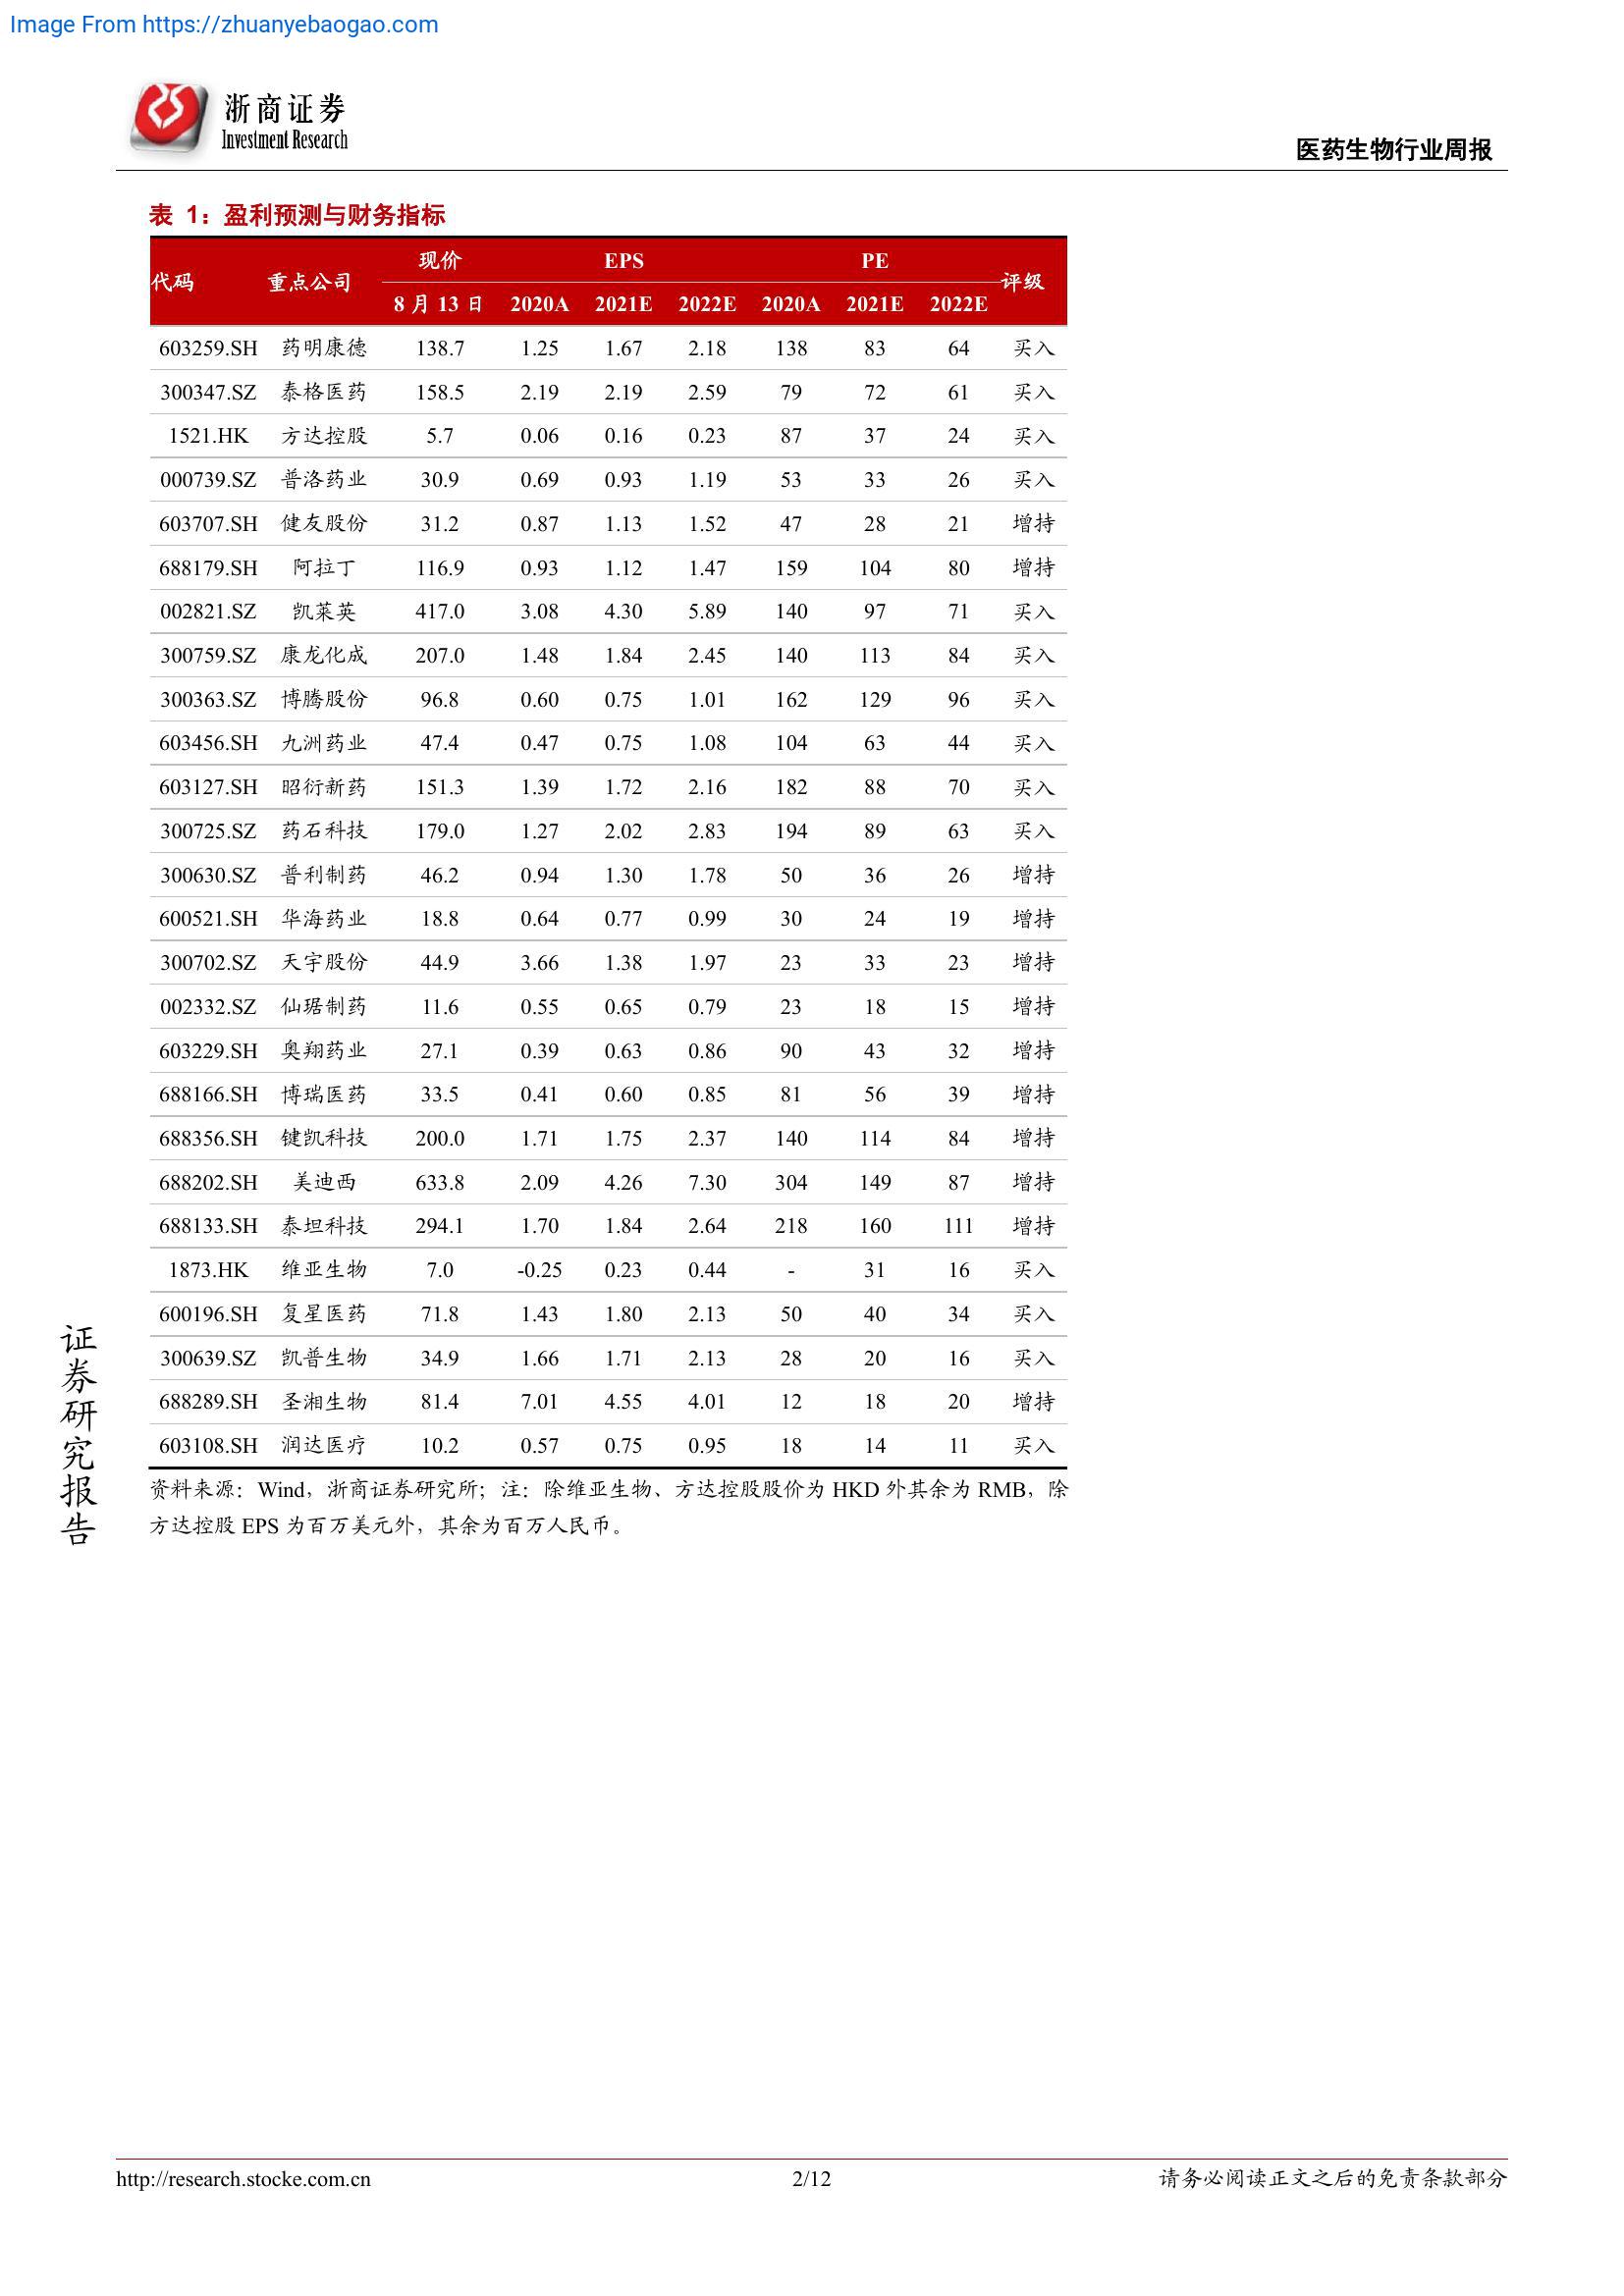 Image From https://zhuanyebaogao.com
浙商证券
Investment Research
医药生物行业周报
表 1：盈利预测与财务指标
代码 重点公司 现价 EPS PE 评级
8 月 13 日 2020A 2021E 2022E 2020A 2021E 2022E
603259.SH 药明康德 138.7 1.25 1.67 2.18 138 83 64 买入
300347.SZ 泰格医药 158.5 2.19 2.19 2.59 79 72 61 买入
1521.HK 方达控股 5.7 0.06 0.16 0.23 87 37 24 买入
000739.SZ 普洛药业 30.9 0.69 0.93 1.19 53 33 26 买入
603707.SH 健友股份 31.2 0.87 1.13 1.52 47 28 21 增持
688179.SH 阿拉丁 116.9 0.93 1.12 1.47 159 104 80 增持
002821.SZ 凯莱英 417.0 3.08 4.30 5.89 140 97 71 买入
300759.SZ 康龙化成 207.0 1.48 1.84 2.45 140 113 84 买入
300363.SZ 博腾股份 96.8 0.60 0.75 1.01 162 129 96 买入
603456.SH 九洲药业 47.4 0.47 0.75 1.08 104 63 44 买入
603127.SH 昭衍新药 151.3 1.39 1.72 2.16 182 88 70 买入
300725.SZ 药石科技 179.0 1.27 2.02 2.83 194 89 63 买入
300630.SZ 普利制药 46.2 0.94 1.30 1.78 50 36 26 增持
600521.SH 华海药业 18.8 0.64 0.77 0.99 30 24 19 增持
300702.SZ 天宇股份 44.9 3.66 1.38 1.97 23 33 23 增持
002332.SZ 仙琚制药 11.6 0.55 0.65 0.79 23 18 15 增持
603229.SH 奥翔药业 27.1 0.39 0.63 0.86 90 43 32 增持
688166.SH 博瑞医药 33.5 0.41 0.60 0.85 81 56 39 增持
688356.SH 键凯科技 200.0 1.71 1.75 2.37 140 114 84 增持
688202.SH 美迪西 633.8 2.09 4.26 7.30 304 149 87 增持
688133.SH 泰坦科技 294.1 1.70 1.84 2.64 218 160 111 增持
1873.HK 维亚生物 7.0 -0.25 0.23 0.44 - 31 16 买入
600196.SH 复星医药 71.8 1.43 1.80 2.13 50 40 34 买入
300639.SZ 凯普生物 34.9 1.66 1.71 2.13 28 20 16 买入
688289.SH 圣湘生物 81.4 7.01 4.55 4.01 12 18 20 增持
603108.SH 润达医疗 10.2 0.57 0.75 0.95 18 14 11 买入
资料来源：Wind，浙商证券研究所；注：除维亚生物、方达控股股价为 HKD 外其余为 RMB，除
方达控股 EPS 为百万美元外，其余为百万人民币。
证券研究报告
http://research.stocke.com.cn 2/12 请务必阅读正文之后的免责条款部分